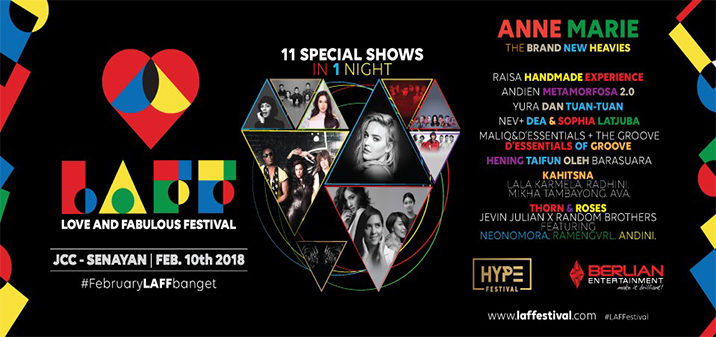 LAFF
LOVE AND FABULOUS FESTIVAL
JCC - SENAYAN | FEB. 10th 2018
#FebruaryLAFFbanget
11 SPECIAL SHOWS
IN 1 NIGHT
ANNE MARIE
THE BRAND NEW HEAVIES
RAISA HANDMADE EXPERIENCE
ANDIEN METAMORFOSA 2.0
YURA DAN TUAN-TUAN
NEV+ DEA & SOPHIA LATJUBA
MALIQ&D'ESSENTIALS + THE GROOVE
D'ESSENTIALS OF GROOVE
HENING TAIFUN OLEH BARASUARA
KAHITSNA
LALA KARMELA. RADHINI.
MIKHA TAMBAYONG. AVA.
THORN & ROSES
JEVIN JULIAN X RANDOM BROTHERS
FEATURING
NEONOMORA. RAMENGVRL. ANDINI.
HYPE
FESTIVAL
BERLIAN
ENTERTAINMENT
make it brilliant!
www.laffestival.com #LAFFestival